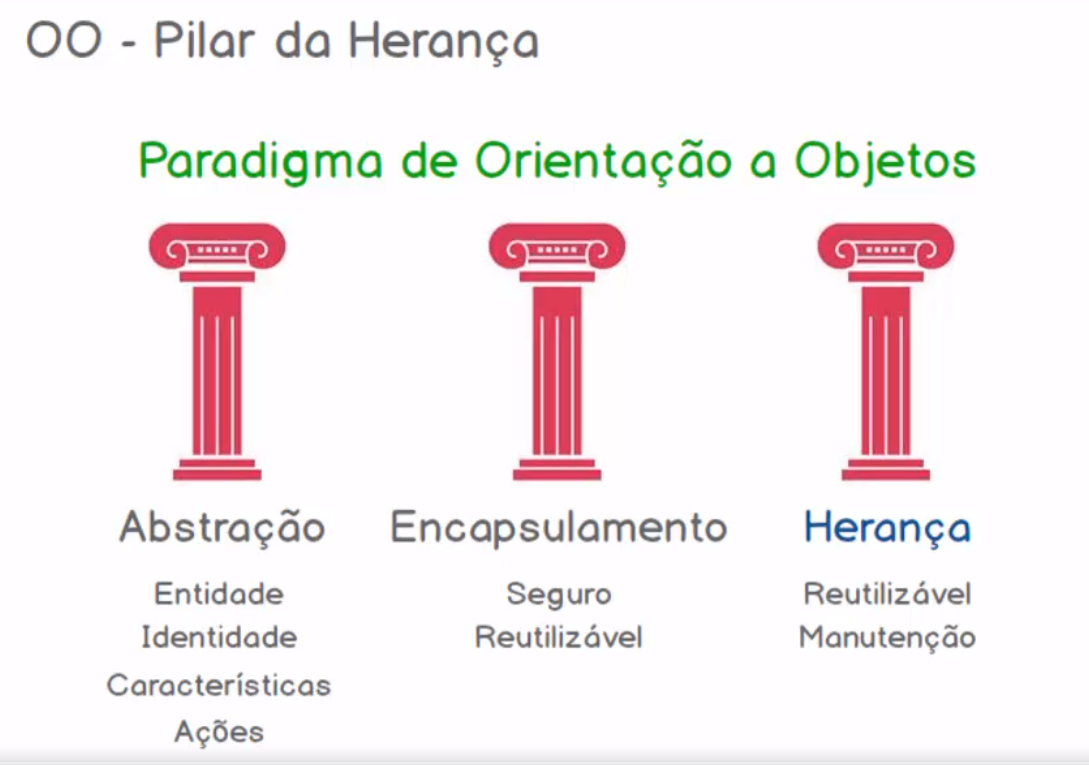 OO - Pilar da Herança
Paradigma de Orientação a Objetos
Abstração
Entidade
Identidade
Características
Ações
Encapsulamento
Seguro
Reutilizável
Herança
Reutilizável
Manutenção